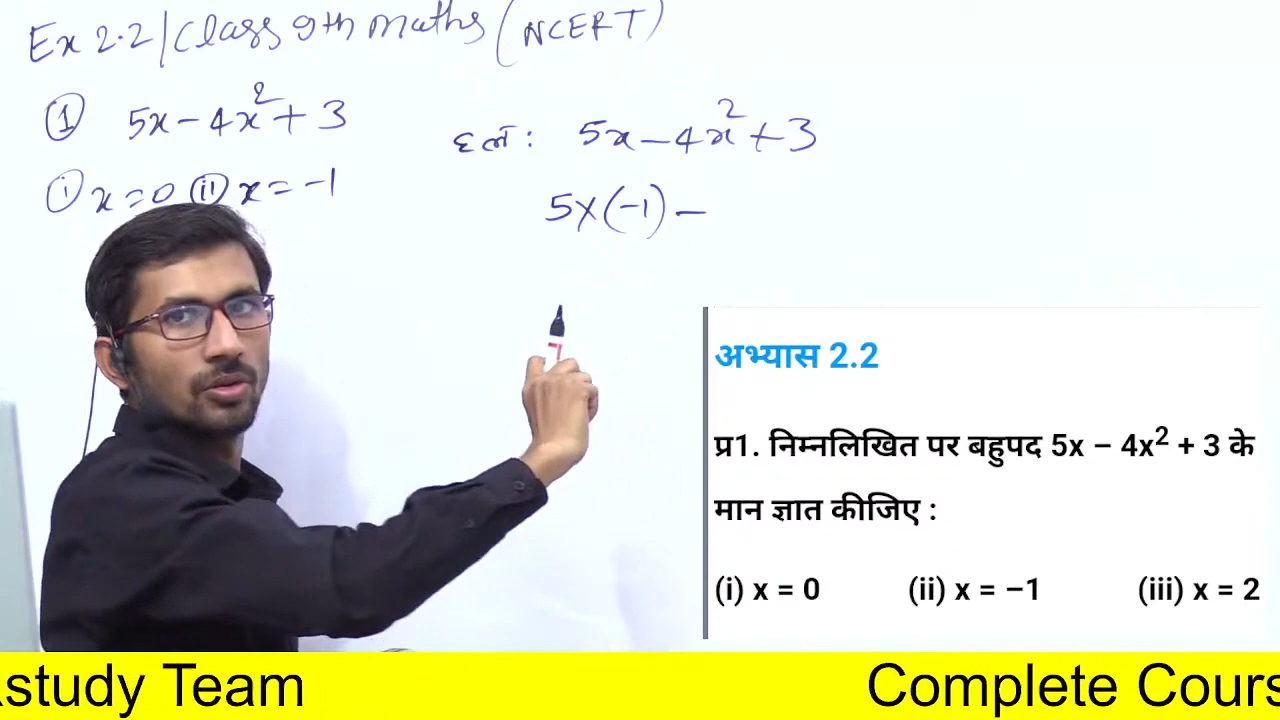 Ex 2.2 | Class 9th Maths (NCERT)
① 5x - 4x² + 3
ⓘ x = 0 ⓘⓘ x = -1
हल : 5x - 4x² + 3
5 × (-1) -
अभ्यास 2.2
प्र1. निम्नलिखित पर बहुपद 5x – 4x² + 3 के
मान ज्ञात कीजिए :
(i) x = 0 (ii) x = –1 (iii) x = 2
study Team Complete Cours